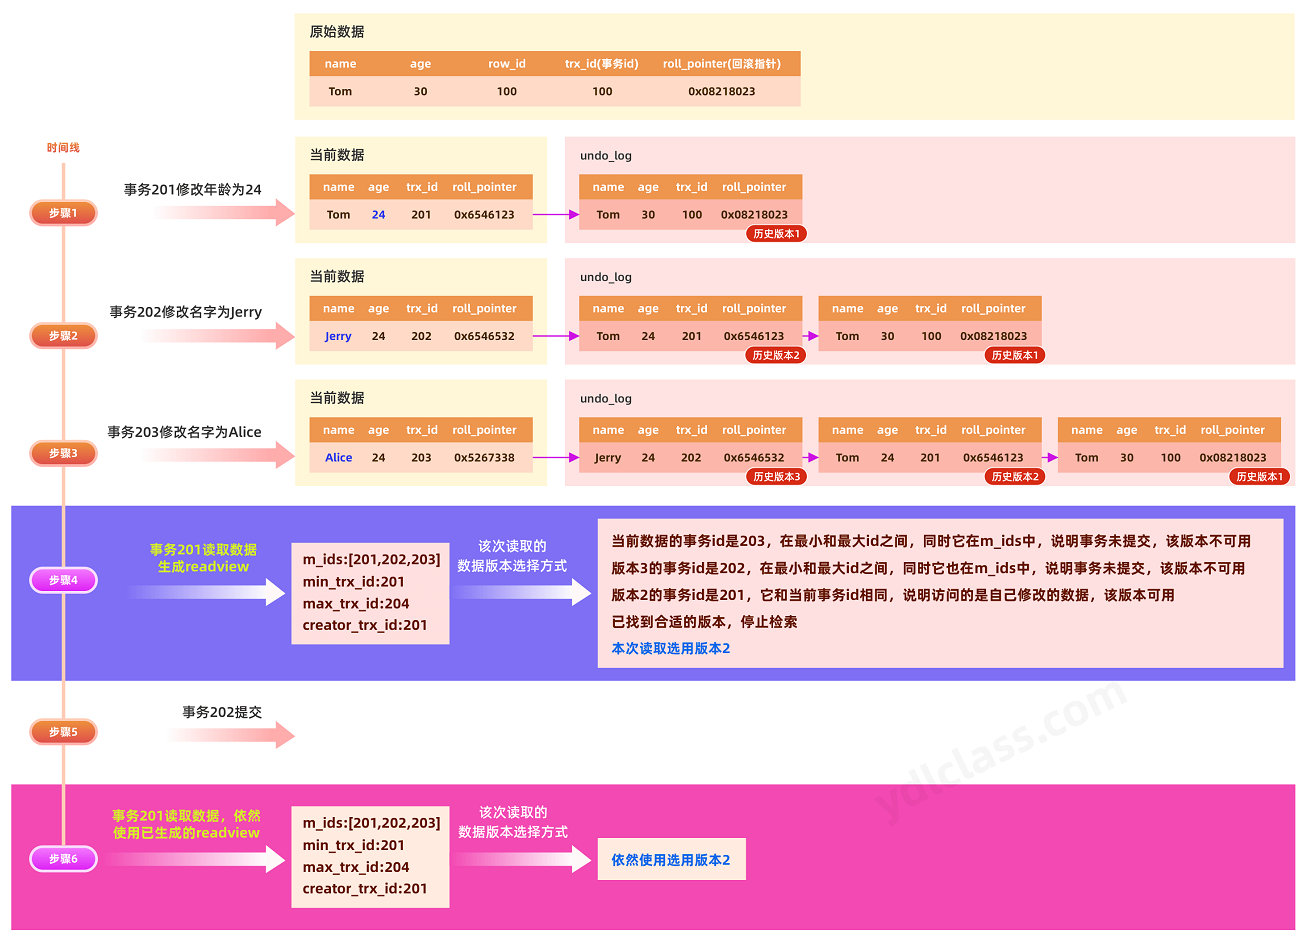 原始数据
name age row_id trx_id(事务id) roll_pointer(回滚指针)
Tom 30 100 100 0x08218023
时间线
步骤1
事务201修改年龄为24
当前数据
name age trx_id roll_pointer
Tom 24 201 0x6546123
undo_log
name age trx_id roll_pointer
Tom 30 100 0x08218023
历史版本1
步骤2
事务202修改名字为Jerry
当前数据
name age trx_id roll_pointer
Jerry 24 202 0x6546532
undo_log
name age trx_id roll_pointer
Tom 24 201 0x6546123
历史版本2
name age trx_id roll_pointer
Tom 30 100 0x08218023
历史版本1
步骤3
事务203修改名字为Alice
当前数据
name age trx_id roll_pointer
Alice 24 203 0x5267338
undo_log
name age trx_id roll_pointer
Jerry 24 202 0x6546532
历史版本3
name age trx_id roll_pointer
Tom 24 201 0x6546123
历史版本2
name age trx_id roll_pointer
Tom 30 100 0x08218023
历史版本1
步骤4
事务201读取数据
生成readview
m_ids:[201,202,203]
min_trx_id:201
max_trx_id:204
creator_trx_id:201
该次读取的
数据版本选择方式
当前数据的事务id是203，在最小和最大id之间，同时它在m_ids中，说明事务未提交，该版本不可用
版本3的事务id是202，在最小和最大id之间，同时它也在m_ids中，说明事务未提交，该版本不可用
版本2的事务id是201，它和当前事务id相同，说明访问的是自己修改的数据，该版本可用
已找到合适的版本，停止检索
本次读取选用版本2
步骤5
事务202提交
ydlclass.com
步骤6
事务201读取数据，依然
使用已生成的readview
m_ids:[201,202,203]
min_trx_id:201
max_trx_id:204
creator_trx_id:201
该次读取的
数据版本选择方式
依然使用选用版本2